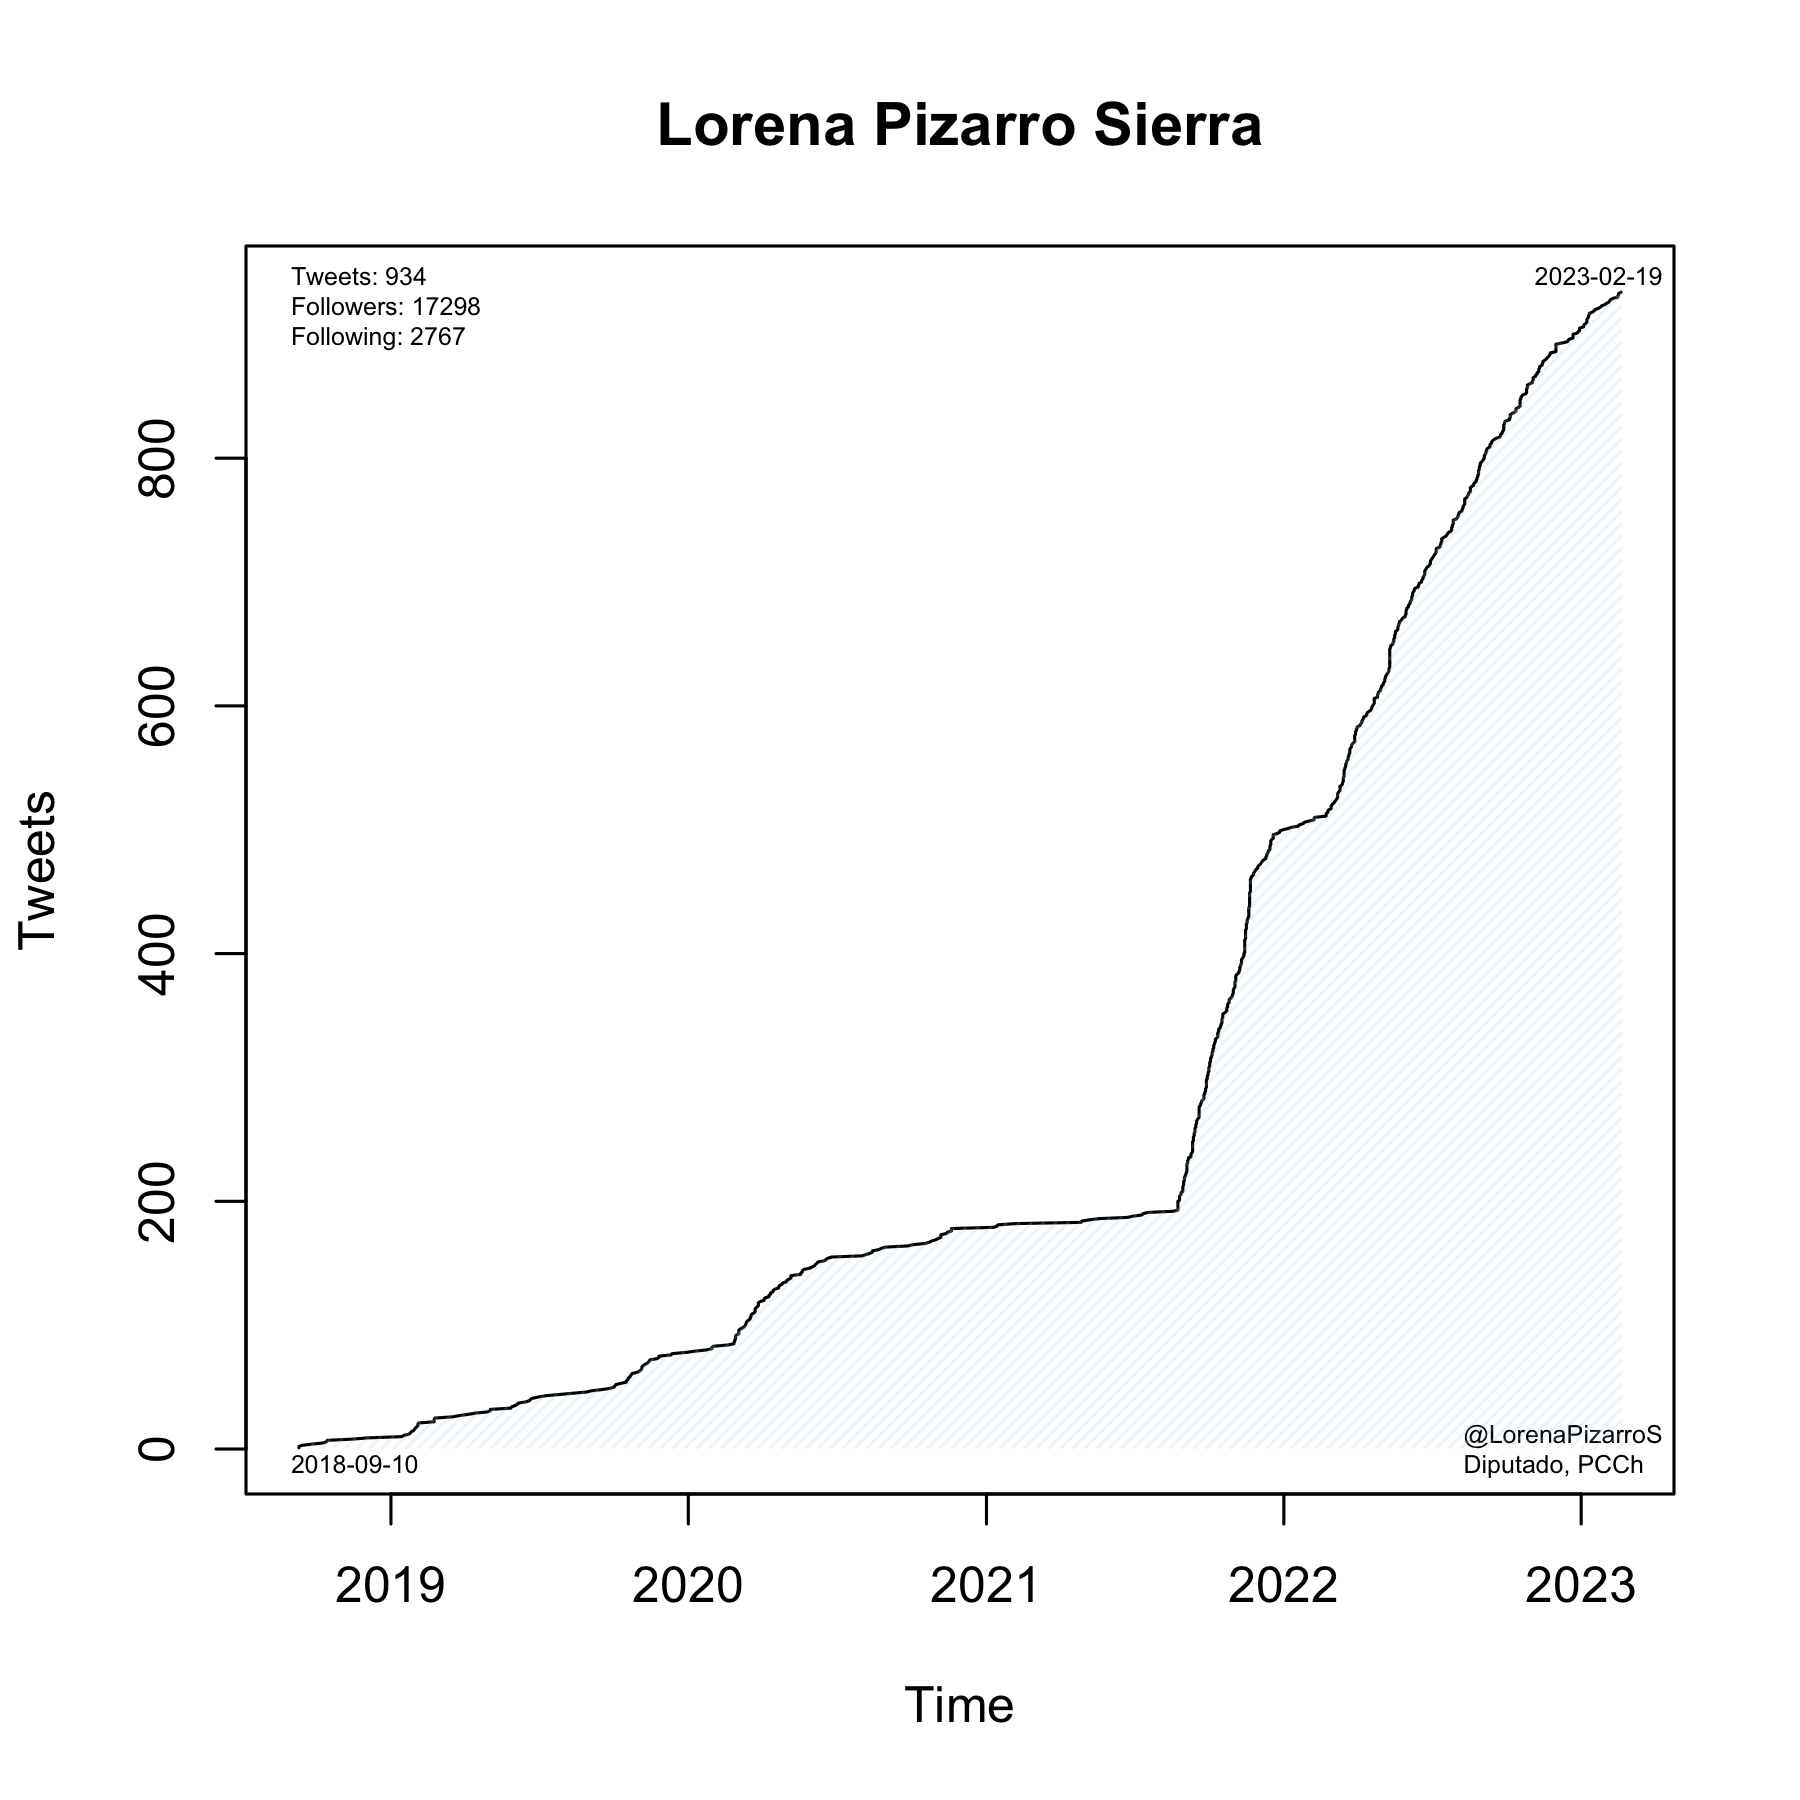 Lorena Pizarro Sierra
Tweets: 934
Followers: 17298
Following: 2767
2023-02-19
800
600
400
200
0
Tweets
2018-09-10
@LorenaPizarroS
Diputado, PCCh
2019
2020
2021
2022
2023
Time